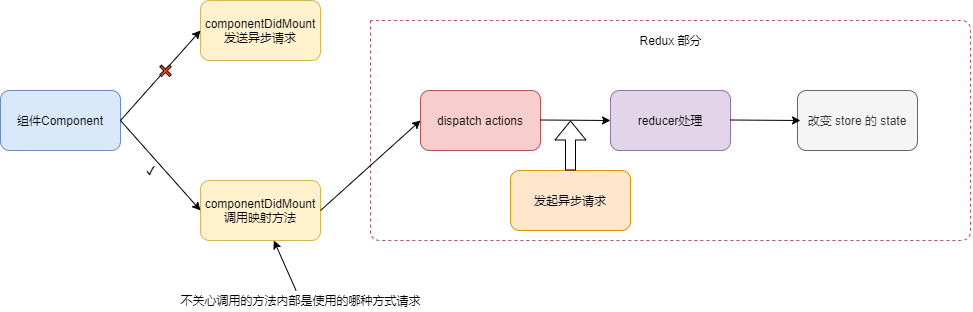 componentDidMount
发送异步请求
Redux 部分
组件Component
dispatch actions
reducer处理
改变 store 的 state
componentDidMount
调用映射方法
发起异步请求
不关心调用的方法内部是使用的哪种方式请求